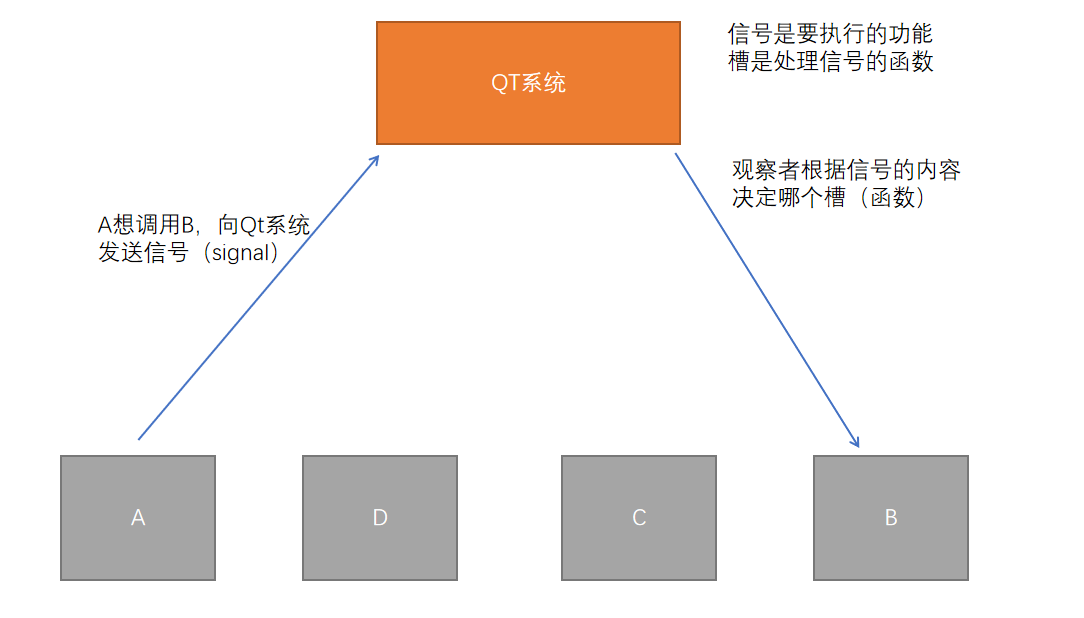 QT系统
信号是要执行的功能
槽是处理信号的函数
观察者根据信号的内容
决定哪个槽（函数）
A想调用B，向Qt系统
发送信号（signal）
A
D
C
B